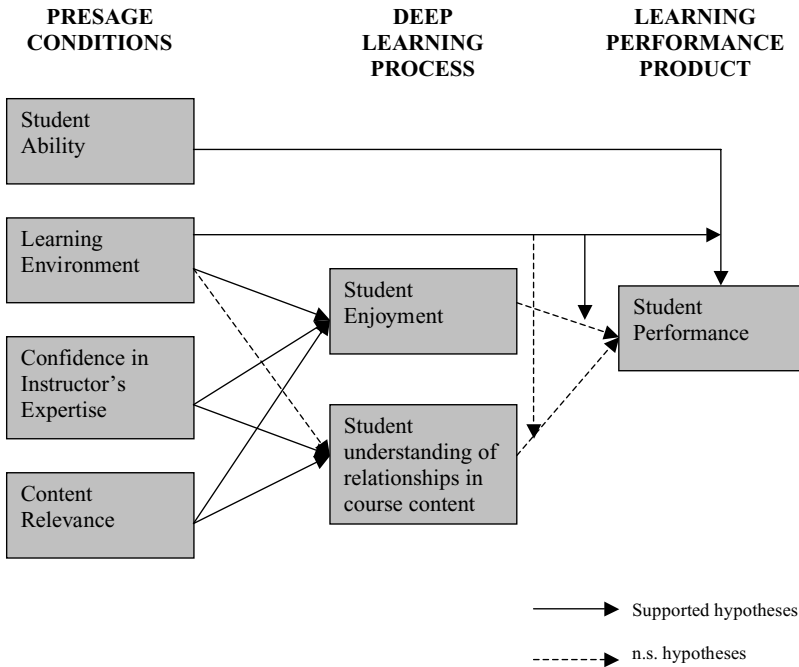 PRESAGE
CONDITIONS
DEEP
LEARNING
PROCESS
LEARNING
PERFORMANCE
PRODUCT
Student
Ability
Learning
Environment
Confidence in
Instructor's
Expertise
Content
Relevance
Student
Enjoyment
Student
understanding of
relationships in
course content
Student
Performance
Supported hypotheses
n.s. hypotheses